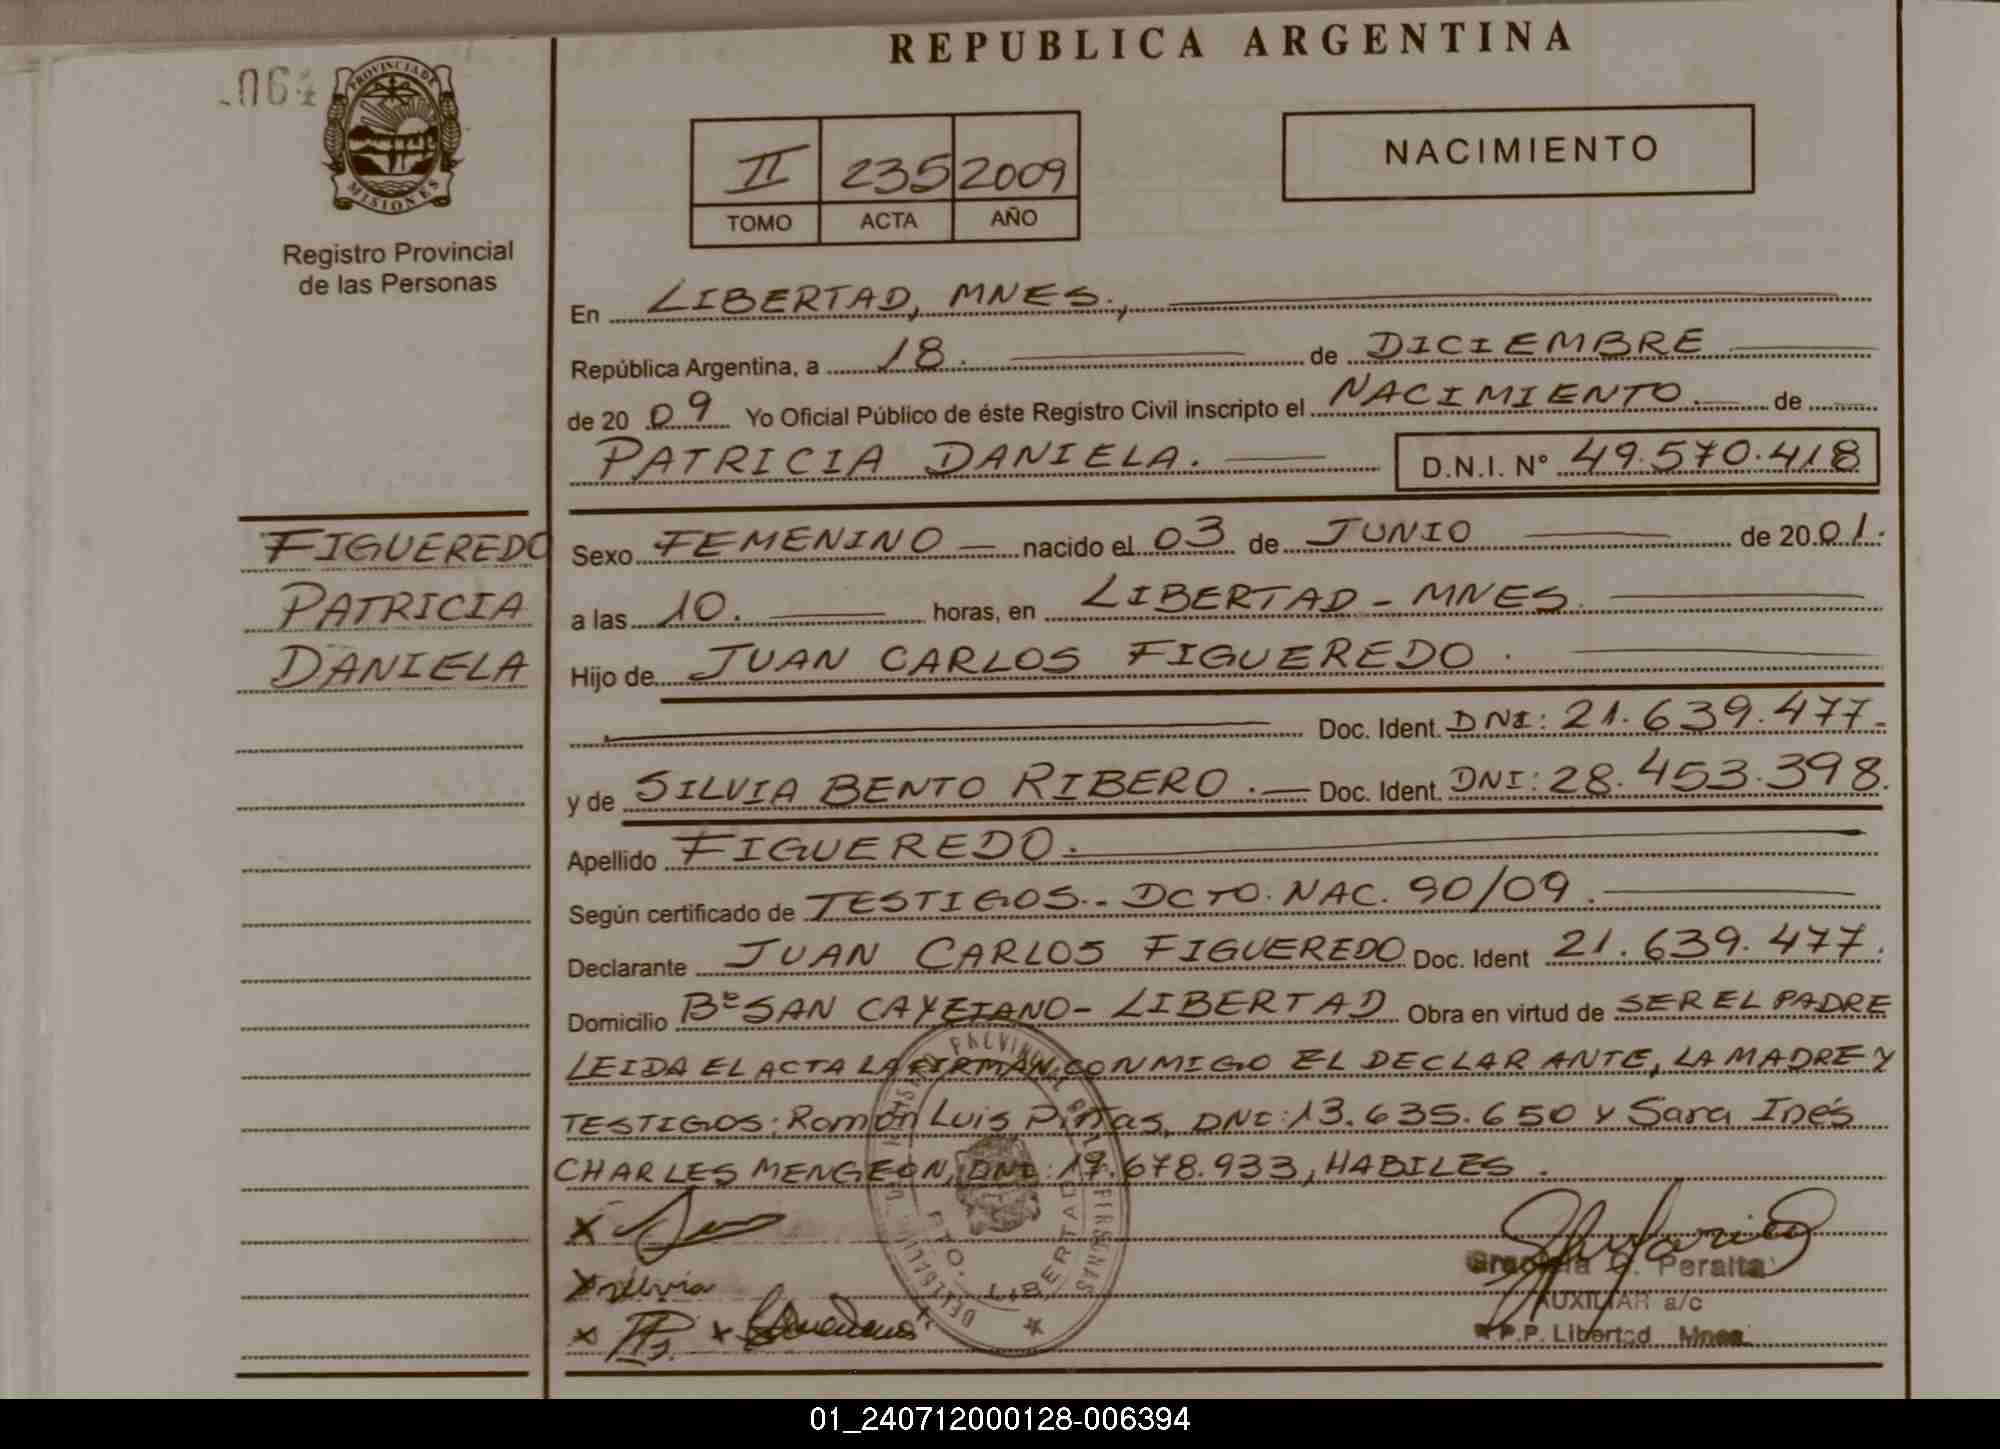 REPUBLICA ARGENTINA
.064
PROVINCIA DE
MISIONES
Registro Provincial
de las Personas
II 235 2009
TOMO ACTA AÑO
NACIMIENTO
En LIBERTAD, MNES.,
República Argentina, a 18. de DICIEMBRE
de 20 09 Yo Oficial Público de éste Registro Civil inscripto el NACIMIENTO. de
PATRICIA DANIELA. D.N.I. N° 49.570.418
FIGUEREDO
PATRICIA
DANIELA
Sexo FEMENINO nacido el 03 de JUNIO de 20 01.
a las 10. horas, en LIBERTAD - MNES
Hijo de JUAN CARLOS FIGUEREDO.
Doc. Ident. DNI: 21.639.477.
y de SILVIA BENTO RIBERO. Doc. Ident. DNI: 28.453.398.
Apellido FIGUEREDO.
Según certificado de TESTIGOS.- DCTO. NAC. 90/09.
Declarante JUAN CARLOS FIGUEREDO Doc. Ident 21.639.477.
Domicilio Bº SAN CAYETANO - LIBERTAD Obra en virtud de SER EL PADRE
LEIDA EL ACTA LA FIRMAN CONMIGO EL DECLARANTE, LA MADRE Y
TESTIGOS: Ramón Luis Piñas, DNI: 13.635.650 Y Sara Inés
CHARLES MENGEON, DNI: 17.678.933, HABILES.
Silvia
PTO. LIBERTAD
Peralta
AUXILIAR a/c
R.P.P. Libertad Mnes.
01_240712000128-006394